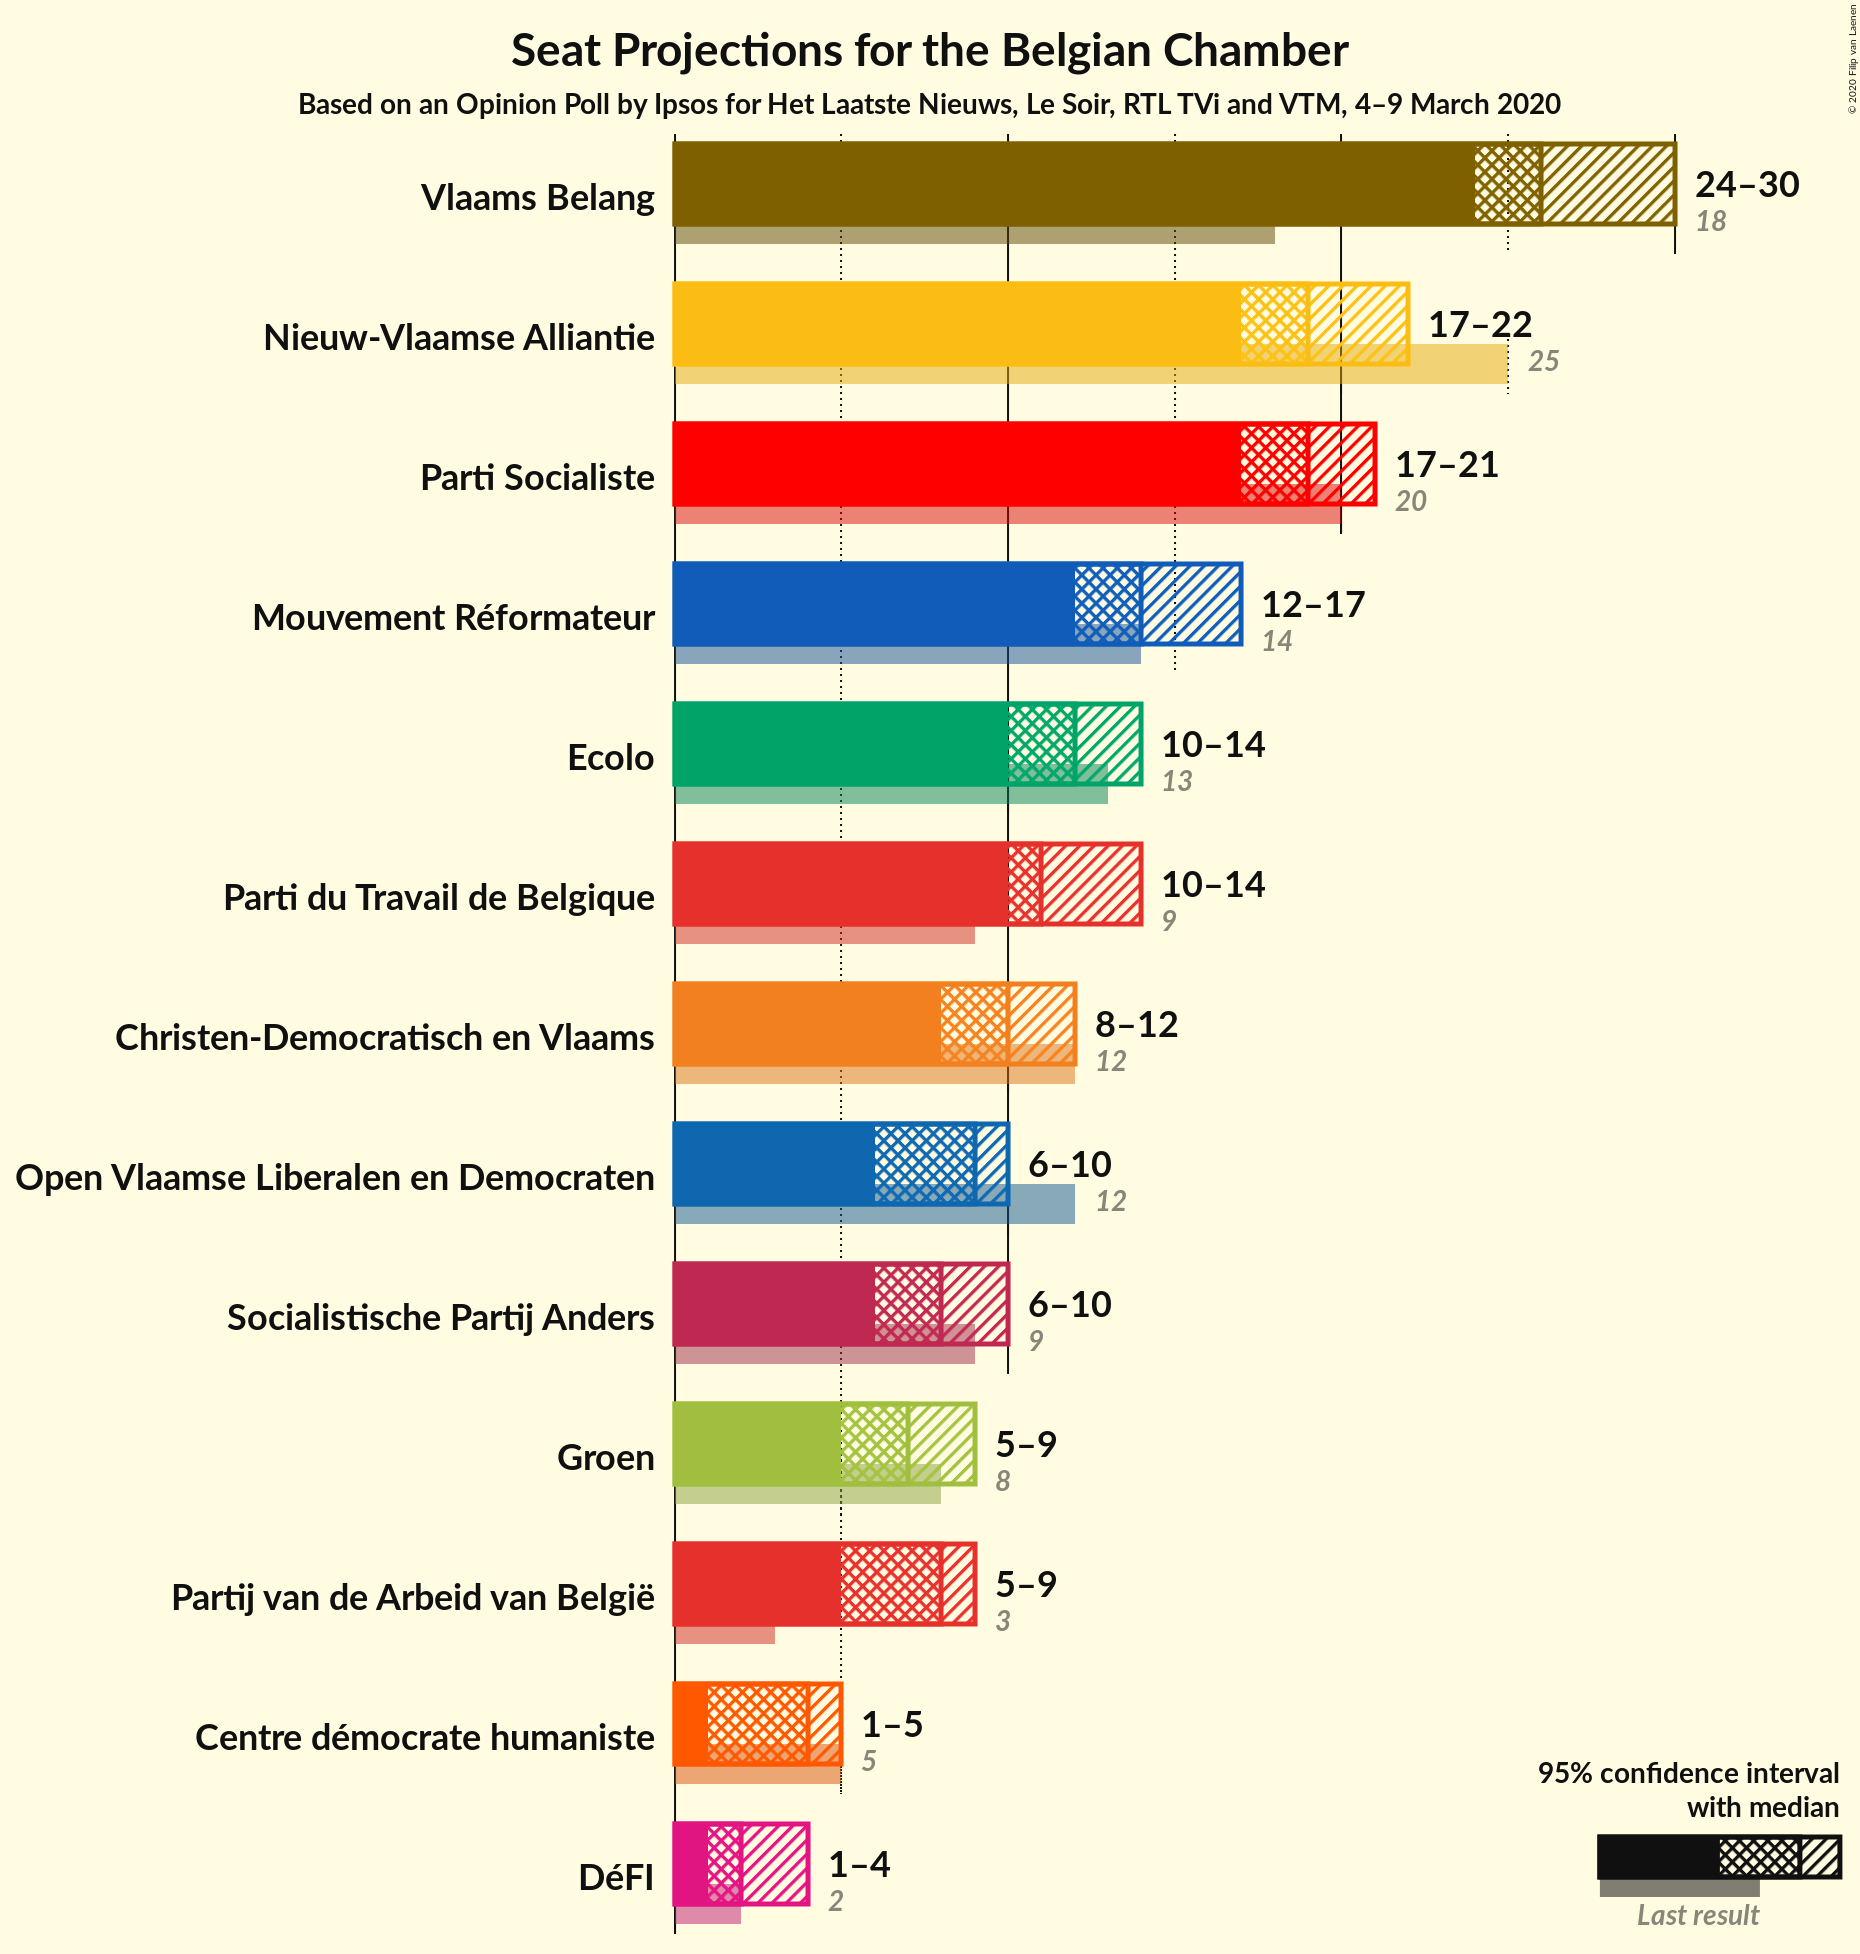 Seat Projections for the Belgian Chamber
Based on an Opinion Poll by Ipsos for Het Laatste Nieuws, Le Soir, RTL TVi and VTM, 4–9 March 2020
© 2020 Filip van Laenen
Vlaams Belang
24–30
18
Nieuw-Vlaamse Alliantie
17–22
25
Parti Socialiste
17–21
20
Mouvement Réformateur
12–17
14
Ecolo
10–14
13
Parti du Travail de Belgique
10–14
9
Christen-Democratisch en Vlaams
8–12
12
Open Vlaamse Liberalen en Democraten
6–10
12
Socialistische Partij Anders
6–10
9
Groen
5–9
8
Partij van de Arbeid van België
5–9
3
Centre démocrate humaniste
1–5
5
DéFI
1–4
2
95% confidence interval
with median
Last result